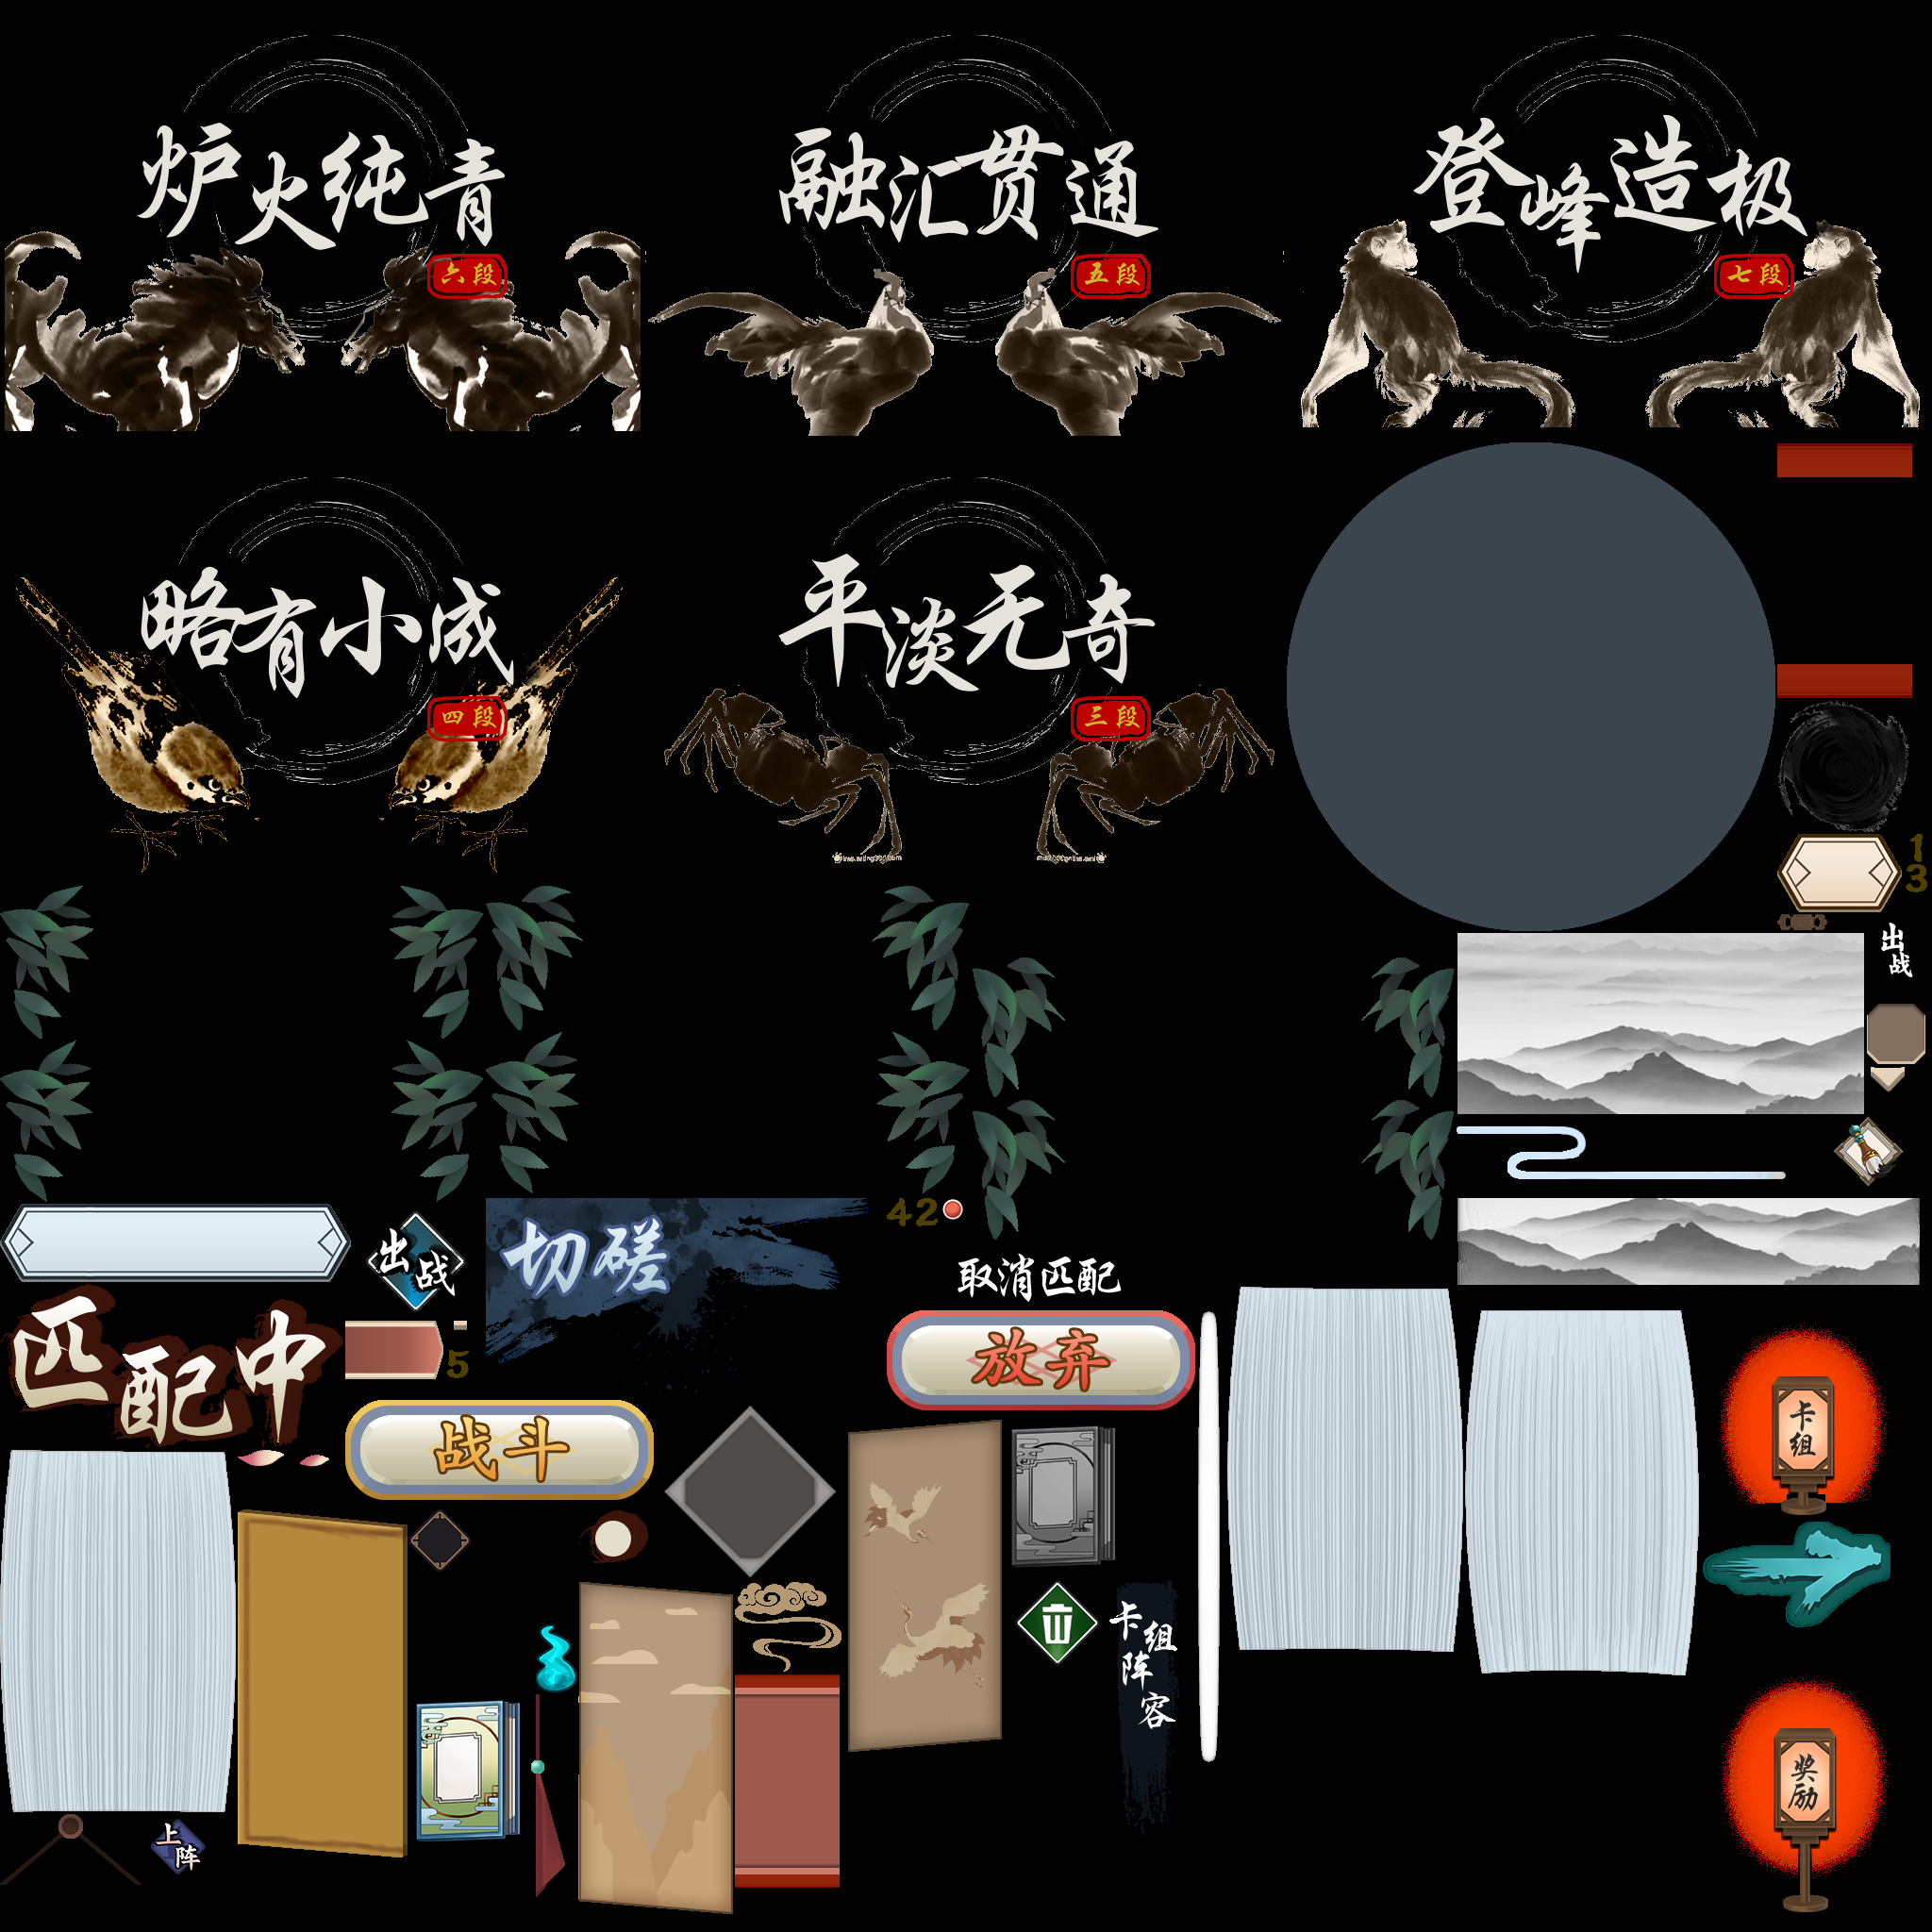 炉火纯青
六段
融汇贯通
五段
登峰造极
七段
略有小成
四段
平淡无奇
三段
1
3
出战
出战
切磋
42
取消匹配
匹配中
5
放弃
战斗
卡组
卡组阵容
上阵
奖励